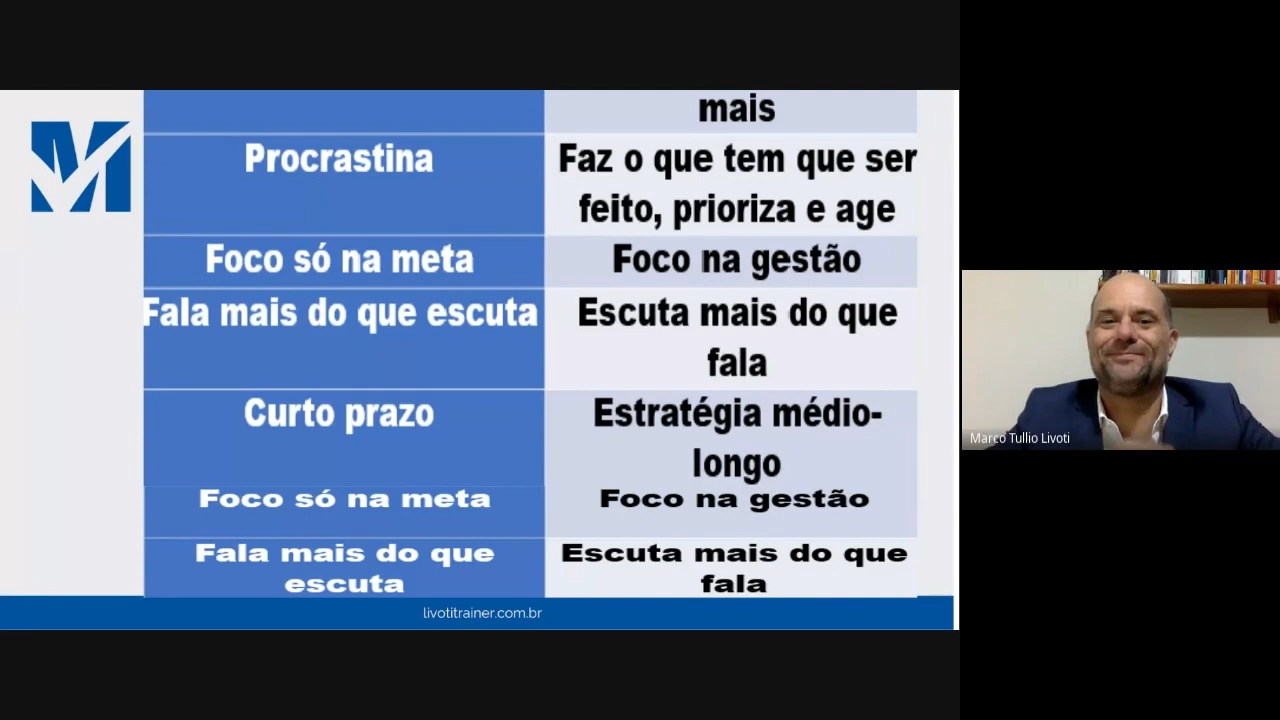 mais
Procrastina
Faz o que tem que ser
feito, prioriza e age
Foco só na meta
Foco na gestão
Fala mais do que escuta
Escuta mais do que
fala
Curto prazo
Estratégia médio-
longo
Foco só na meta
Foco na gestão
Fala mais do que
escuta
Escuta mais do que
fala
livotitrainer.com.br
Marco Tullio Livoti